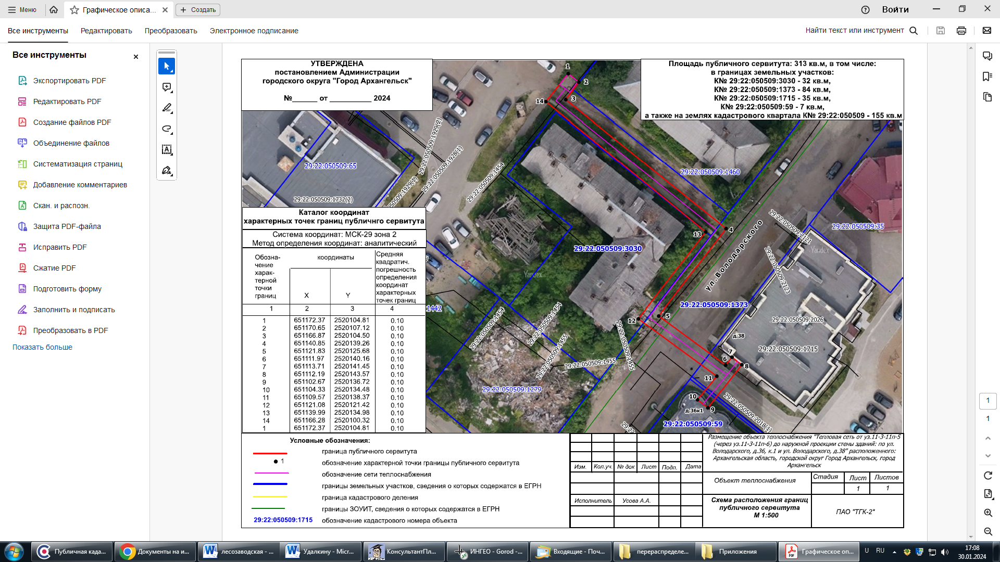 Меню
Графическое описа...
Создать
Войти
Все инструменты
Редактировать
Преобразовать
Электронное подписание
Найти текст или инструмент
Все инструменты
Экспортировать PDF
Редактировать PDF
Создание файлов PDF
Объединение файлов
Систематизация страниц
Добавление комментариев
Скан. и распозн.
Защита PDF-файла
Исправить PDF
Сжатие PDF
Подготовить форму
Заполнить и подписать
Преобразовать в PDF
Показать больше
УТВЕРЖДЕНА
постановлением Администрации
городского округа "Город Архангельск"
№______ от __________ 2024
Площадь публичного сервитута: 313 кв.м, в том числе:
в границах земельных участков:
К№ 29:22:050509:3030 - 32 кв.м,
К№ 29:22:050509:1373 - 84 кв.м,
К№ 29:22:050509:1715 - 35 кв.м,
К№ 29:22:050509:59 - 7 кв.м,
а также на землях кадастрового квартала К№ 29:22:050509 - 155 кв.м
1
2
3
14
29:22:050509:1929(2)
29:22:050509:1928(1)
29:22:050509:65
29:22:050509:1454
29:22:050509:1460
050509:1929(1)
29:22:050509:1732(2)
29:22:050509:2121
29:22:050509:35
4
13
ул.Володарского
29:22:050509:3030
Yandex
Yandex
29:22:050509:2123
29:22:050509:1373
:1442
29:22:050509:1454
29:22:050509:1454
12
5
29:22:050509:2026
29:22:050509:1455
29:22:050509:1455
29:22:050509:1455
д.38
29:22:050509:1715
7
6
8
11
29:22:050509:1279
10
9
д.36к1
29:22:050509:2018(1)
29:22:050509:59
29:22:
Каталог координат
характерных точек границ публичнго сервитута
Система координат: МСК-29 зона 2
Метод определения координат: аналитический
Обозна-
чение
харак-
терной
точки
границ
координаты
X Y
Средняя
квадратич.
погрешность
определения
координат
характерных
точек границ
1 2 3 4
1 651172.37 2520104.81 0.10
2 651170.65 2520107.12 0.10
3 651166.87 2520104.50 0.10
4 651140.85 2520139.26 0.10
5 651121.83 2520125.68 0.10
6 651111.97 2520140.16 0.10
7 651113.71 2520141.45 0.10
8 651112.19 2520143.57 0.10
9 651102.67 2520136.72 0.10
10 651104.33 2520134.48 0.10
11 651109.57 2520138.37 0.10
12 651121.08 2520121.42 0.10
13 651139.99 2520134.98 0.10
14 651166.28 2520100.32 0.10
1 651172.37 2520104.81 0.10
Условные обозначения:
граница публичного сервитута
1 обозначение характерной точки границы публичного сервитута
обозначение сети теплоснабжения
границы земельных участков, сведения о которых содержатся в ЕГРН
граница кадастрового деления
границы ЗОУИТ, сведения о которых содержатся в ЕГРН
29:22:050509:1715 обозначение кадастрового номера объекта
Изм. Кол.уч. № док Лист Подп. Дата
Исполнитель Усова А.А.
Размещение объекта теплоснабжения "Тепловая сеть от уз.11-3-11п-5
(через уз.11-3-11п-6) до наружной проекции стены зданий: по ул.
Володарского, д.36, к.1 и ул. Володарского, д.38" расположенного:
Архангельская область, городской округ Город Архангельск, город
Архангельск
Объект теплоснабжения
Стадия Лист Листов
1 1
Схема расположения границ
публичного сервитута
М 1:500
ПАО "ТГК-2"
1
1
Публичная када...
Документы на и...
лесозаводская - ...
Удалкину - Micr...
КонсультантПл...
ИНГЕО - Gorod -...
Входящие - Поч...
перераспределе...
Приложения
Графическое оп...
U RU
17:08
30.01.2024